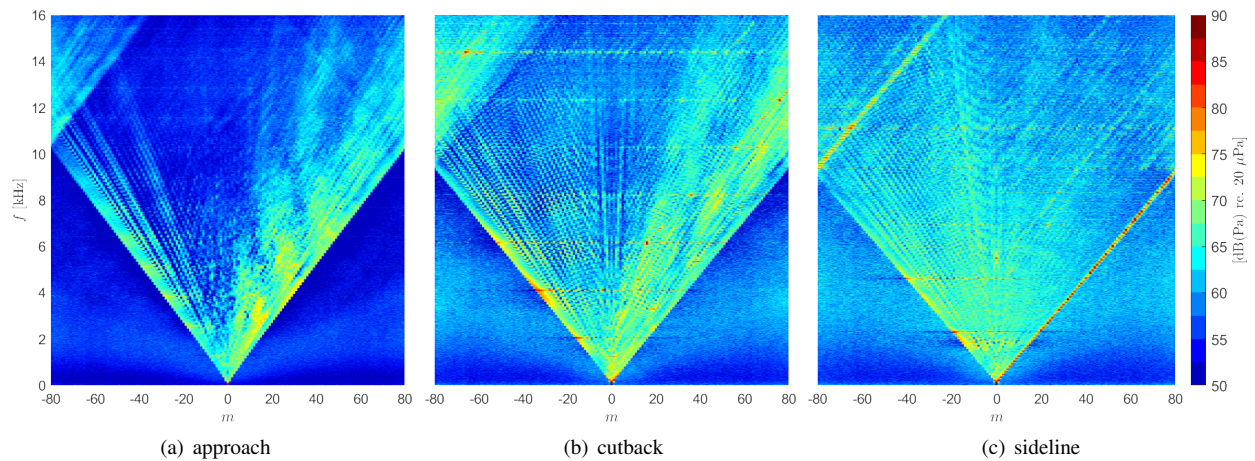 16
14
12
10
8
6
4
2
0
f [kHz]
-80 -60 -40 -20 0 20 40 60 80
m
-80 -60 -40 -20 0 20 40 60 80
m
-80 -60 -40 -20 0 20 40 60 80
m
90
85
80
75
70
65
60
55
50
[dB(Pa) re. 20 μPa]
(a) approach
(b) cutback
(c) sideline